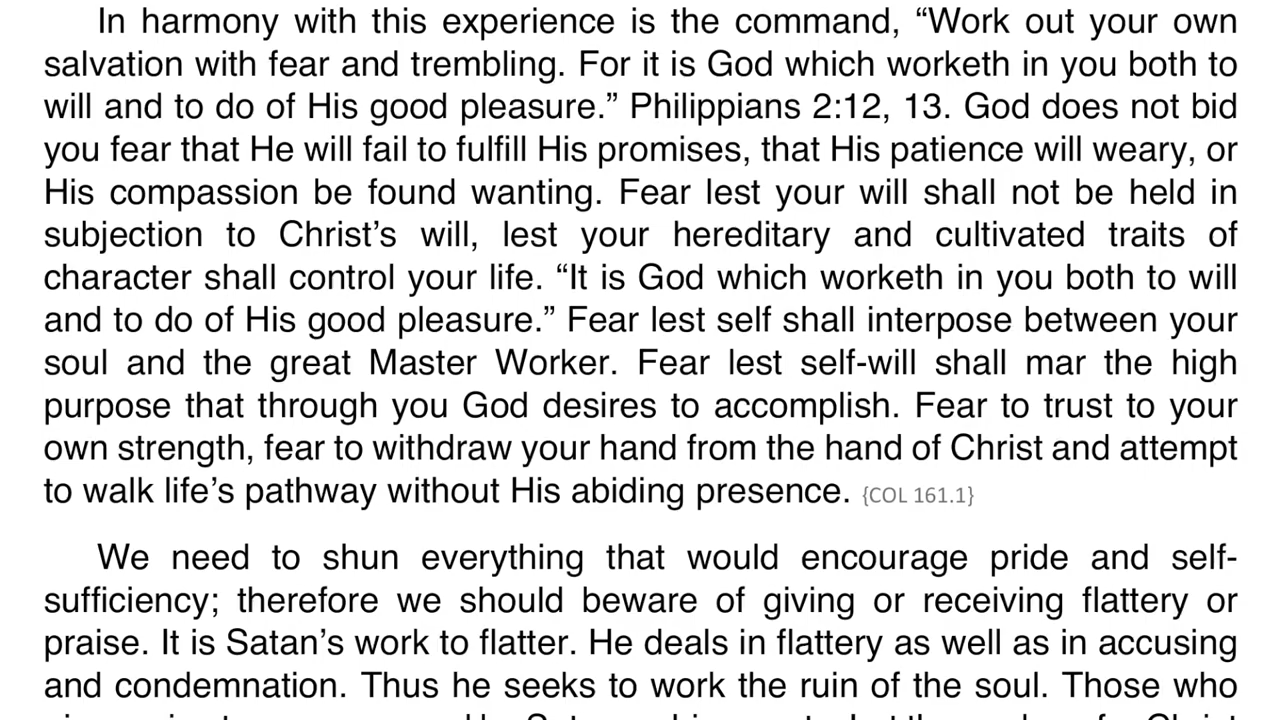 In harmony with this experience is the command, “Work out your own
salvation with fear and trembling. For it is God which worketh in you both to
will and to do of His good pleasure.” Philippians 2:12, 13. God does not bid
you fear that He will fail to fulfill His promises, that His patience will weary, or
His compassion be found wanting. Fear lest your will shall not be held in
subjection to Christ’s will, lest your hereditary and cultivated traits of
character shall control your life. “It is God which worketh in you both to will
and to do of His good pleasure.” Fear lest self shall interpose between your
soul and the great Master Worker. Fear lest self-will shall mar the high
purpose that through you God desires to accomplish. Fear to trust to your
own strength, fear to withdraw your hand from the hand of Christ and attempt
to walk life’s pathway without His abiding presence. {COL 161.1}
We need to shun everything that would encourage pride and self-
sufficiency; therefore we should beware of giving or receiving flattery or
praise. It is Satan’s work to flatter. He deals in flattery as well as in accusing
and condemnation. Thus he seeks to work the ruin of the soul. Those who